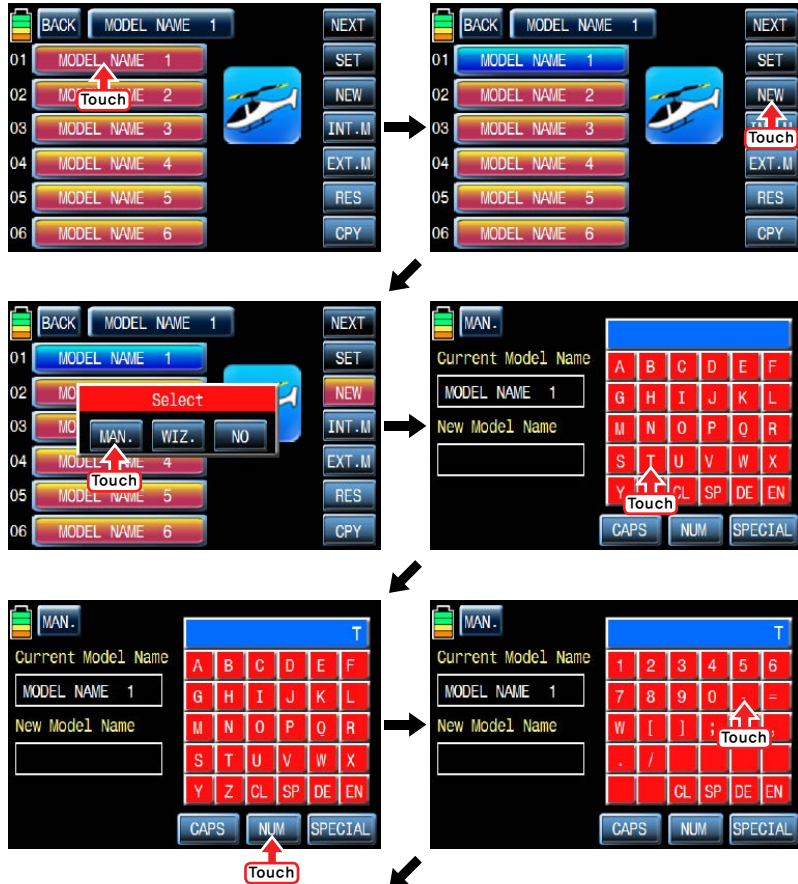 BACK MODEL NAME 1 NEXT
01 MODEL NAME 1 SET
Touch
02 2 NEW
03 MODEL NAME 3 INT.M
04 MODEL NAME 4 EXT.M
05 MODEL NAME 5 RES
06 MODEL NAME 6 CPY
BACK MODEL NAME 1 NEXT
01 MODEL NAME 1 SET
02 MODEL NAME 2 NEW
Touch
03 MODEL NAME 3
04 MODEL NAME 4 EXT.M
05 MODEL NAME 5 RES
06 MODEL NAME 6 CPY
BACK MODEL NAME 1 NEXT
01 MODEL NAME 1 SET
02 NEW
Select
03 INT.M
MAN. WIZ. NO
04 MODEL NAME 4 EXT.M
Touch
05 MODEL NAME 5 RES
06 MODEL NAME 6 CPY
MAN.
Current Model Name
MODEL NAME 1
New Model Name
A B C D E F
G H I J K L
M N O P Q R
S T U V W X
Y CL SP DE EN
Touch
CAPS NUM SPECIAL
MAN.
T
Current Model Name
MODEL NAME 1
New Model Name
A B C D E F
G H I J K L
M N O P Q R
S T U V W X
Y Z CL SP DE EN
CAPS NUM SPECIAL
Touch
MAN.
T
Current Model Name
MODEL NAME 1
New Model Name
1 2 3 4 5 6
7 8 9 0 - =
W [ ] ; ,
Touch
. /
CL SP DE EN
CAPS NUM SPECIAL